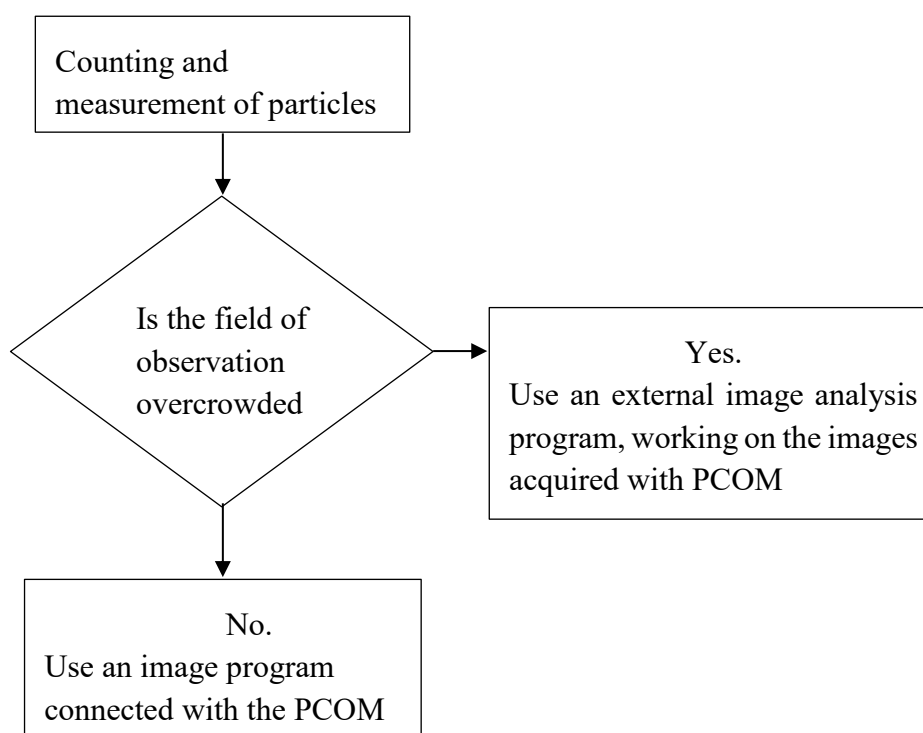 Counting and
measurement of particles
Is the field of
observation
overcrowded
Yes.
Use an external image analysis
program, working on the images
acquired with PCOM
No.
Use an image program
connected with the PCOM